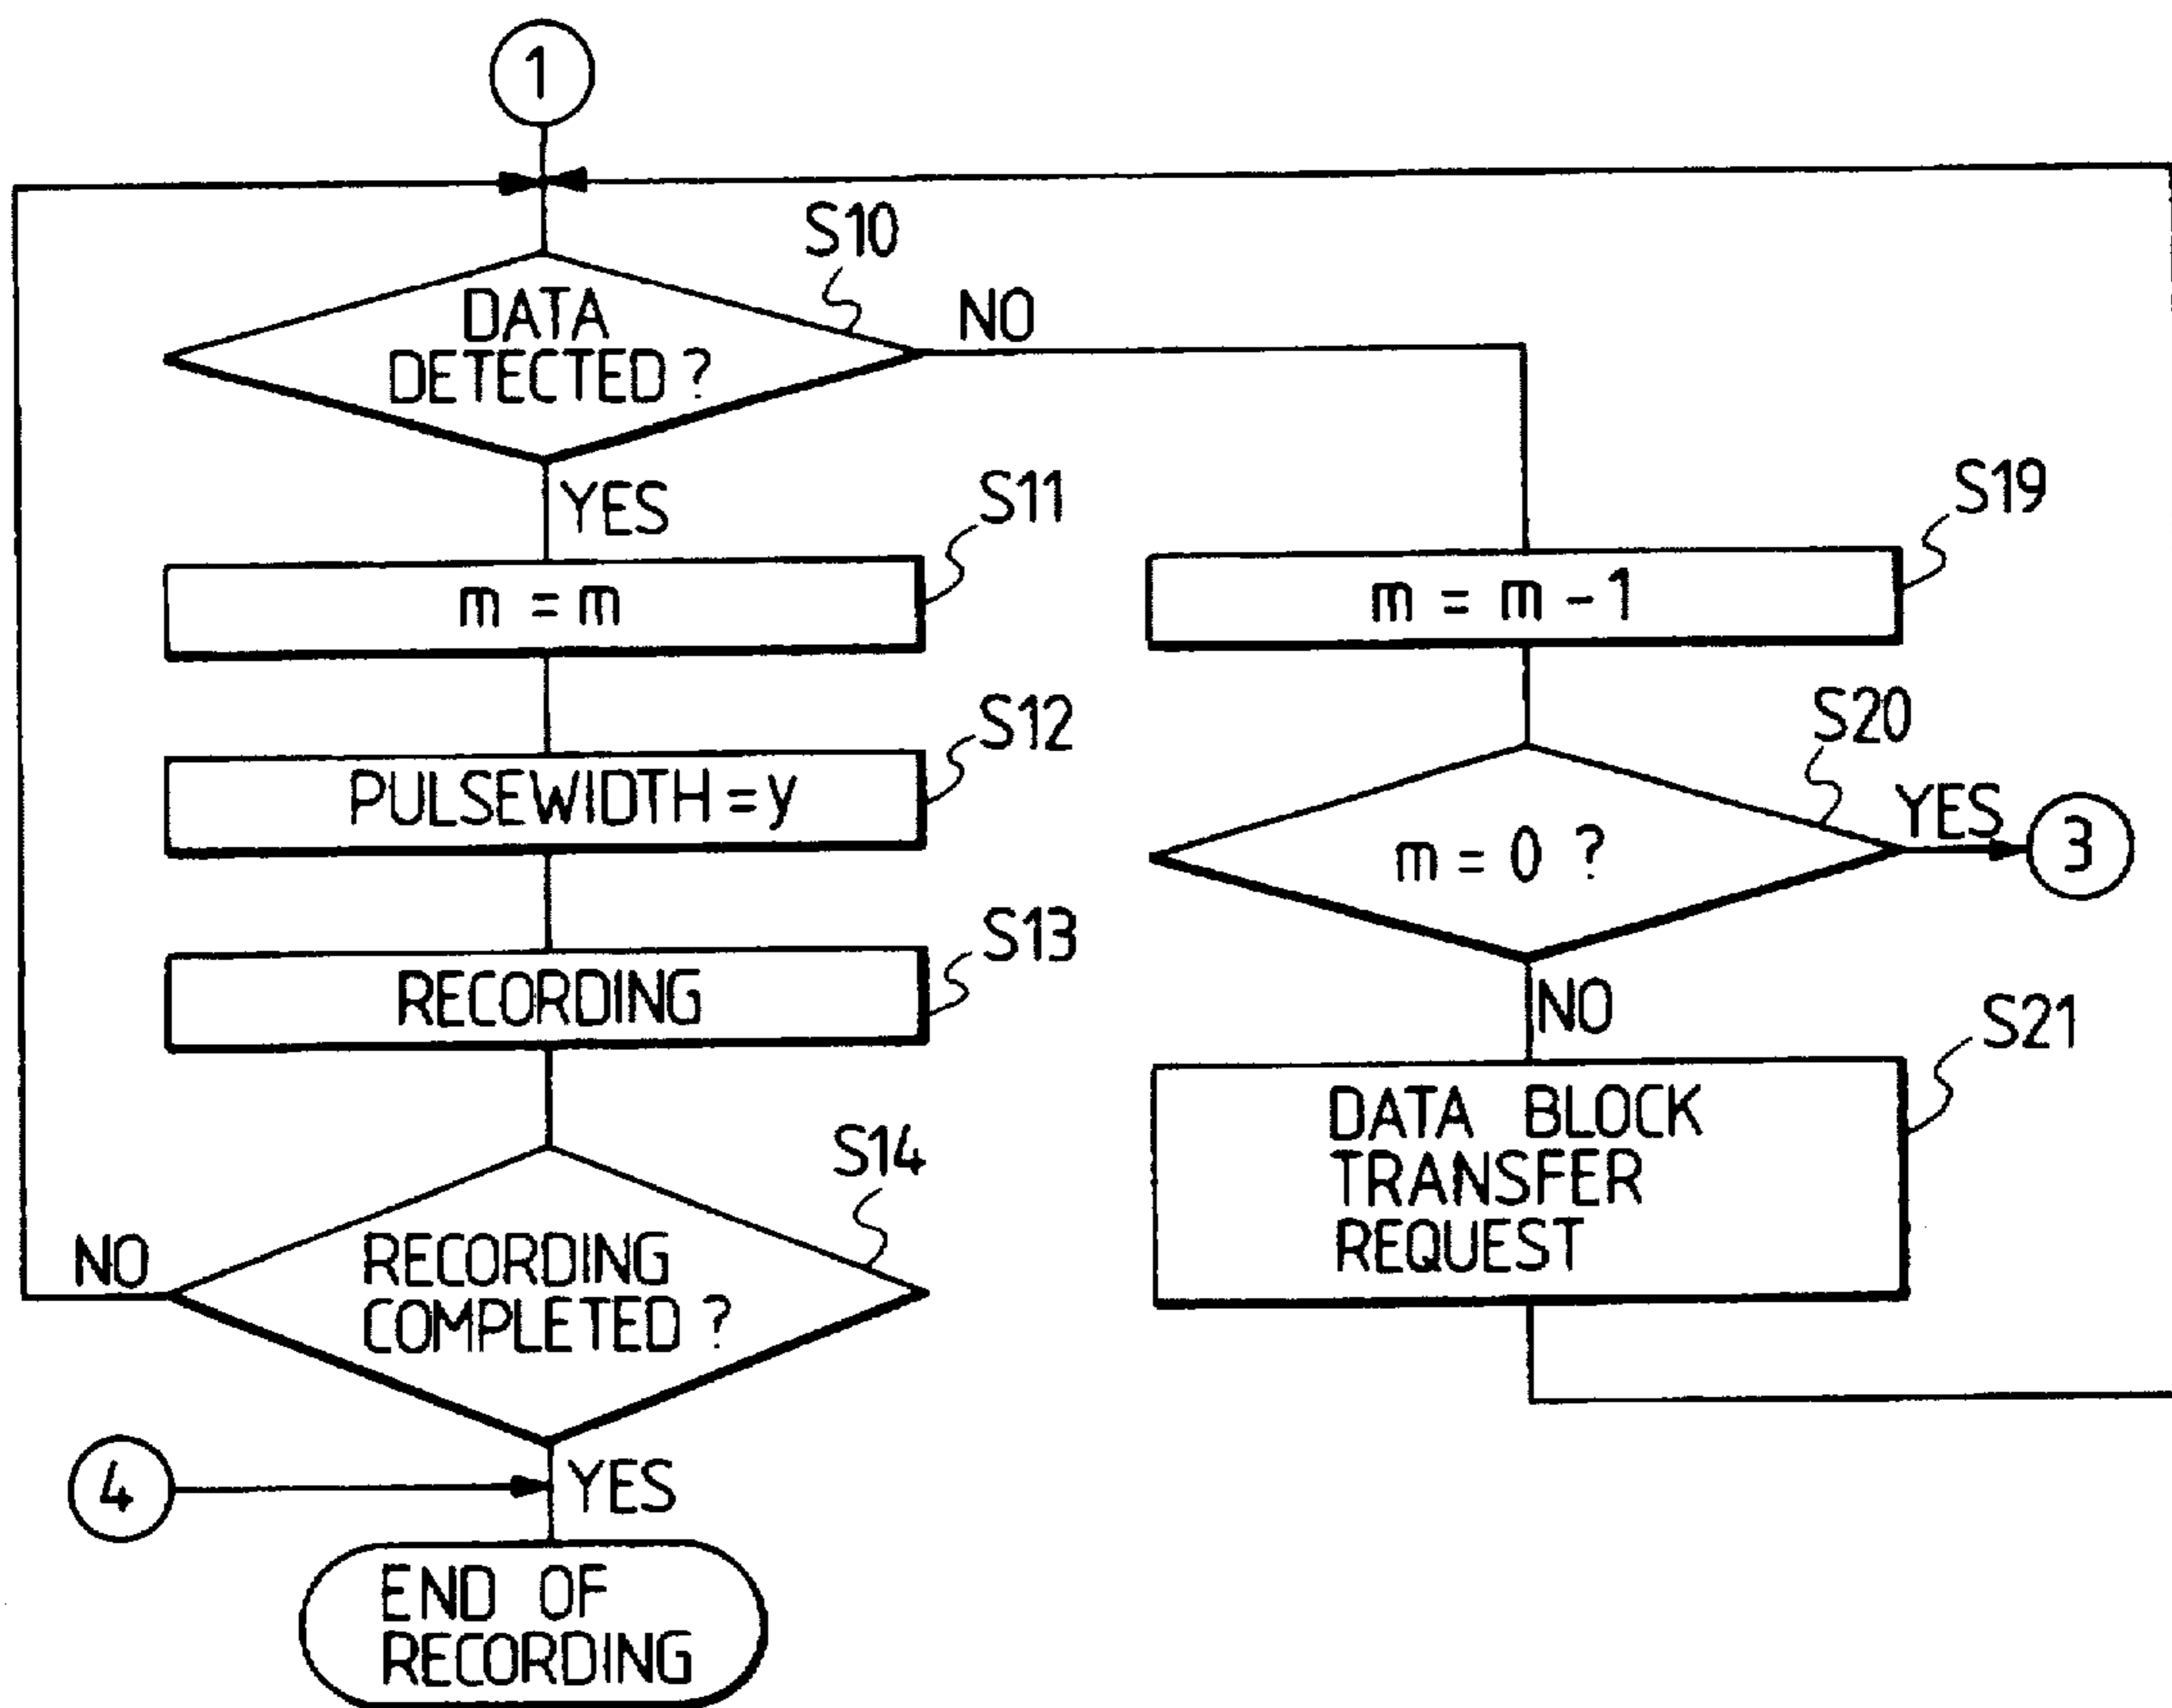 1
S10
DATA
DETECTED ?
NO
YES
S11
m = m
S12
PULSEWIDTH = y
S13
RECORDING
S14
RECORDING
COMPLETED ?
NO
YES
4
END OF
RECORDING
S19
m = m - 1
S20
m = 0 ?
YES
3
NO
S21
DATA BLOCK
TRANSFER
REQUEST